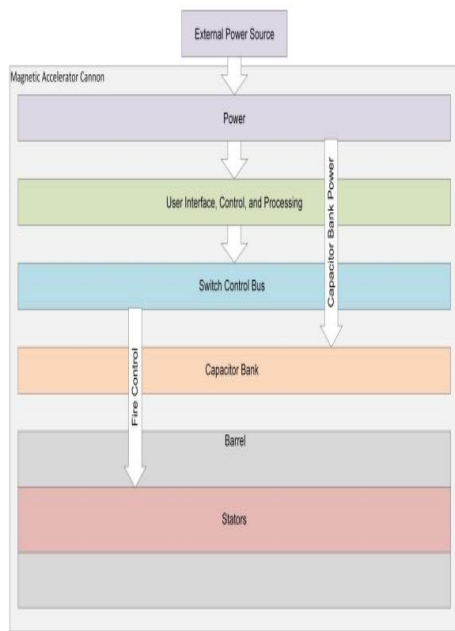 External Power Source
Magnetic Accelerator Cannon
Power
User Interface, Control, and Processing
Capacitor Bank Power
Switch Control Bus
Fire Control
Capacitor Bank
Barrel
Stators